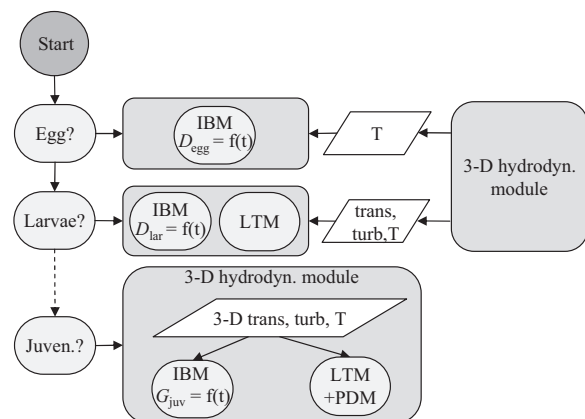 Start
Egg?
IBM
D_egg = f(t)
T
3-D hydrodyn.
module
Larvae?
IBM
D_lar = f(t)
LTM
trans,
turb,T
3-D hydrodyn. module
3-D trans, turb, T
Juven.?
IBM
G_juv = f(t)
LTM
+PDM